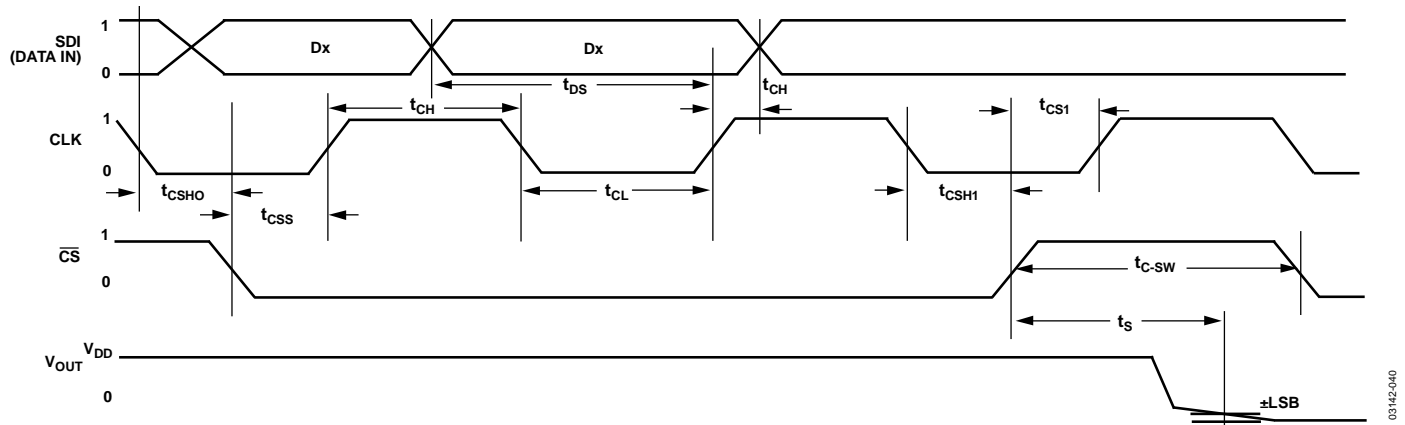 SDI
(DATA IN)
1
0
Dx
Dx
tDS
tCH
CLK
1
0
tCH
tCS1
tCSHO
tCL
tCSH1
tCSS
CS
1
0
tC-SW
tS
VOUT
VDD
0
±LSB
03142-040